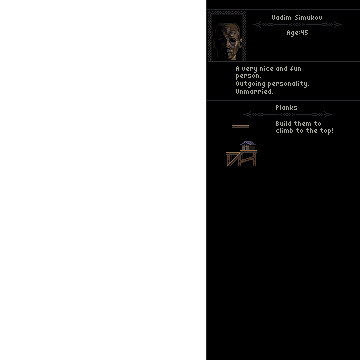 Vadim Simukov
Age:45
A very nice and fun
person.
Outgoing personality.
Unmarried.
Planks
Build them to
climb to the top!